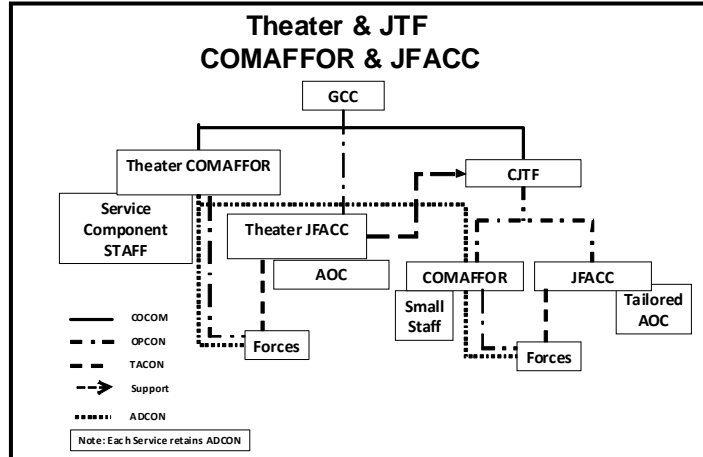 Theater & JTF
COMAFFOR & JFACC
GCC
Theater COMAFFOR
CJTF
Service
Component
STAFF
Theater JFACC
AOC
COMAFFOR
JFACC
Small
Staff
Tailored
AOC
Forces
Forces
COCOM
OPCON
TACON
Support
ADCON
Note: Each Service retains ADCON